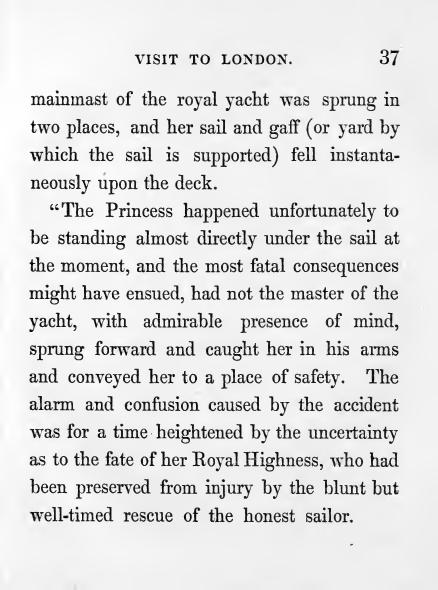 VISIT TO LONDON. 37
mainmast of the royal yacht was sprung in
two places, and her sail and gaff (or yard by
which the sail is supported) fell instanta-
neously upon the deck.
“The Princess happened unfortunately to
be standing almost directly under the sail at
the moment, and the most fatal consequences
might have ensued, had not the master of the
yacht, with admirable presence of mind,
sprung forward and caught her in his arms
and conveyed her to a place of safety. The
alarm and confusion caused by the accident
was for a time heightened by the uncertainty
as to the fate of her Royal Highness, who had
been preserved from injury by the blunt but
well-timed rescue of the honest sailor.